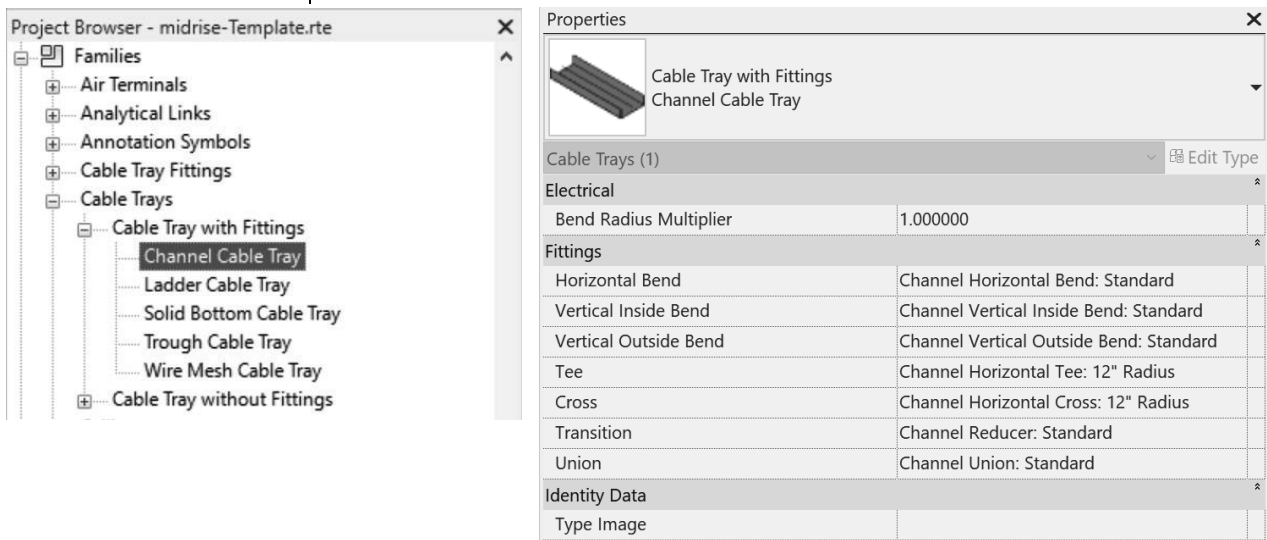 Project Browser - midrise-Template.rte
Families
Air Terminals
Analytical Links
Annotation Symbols
Cable Tray Fittings
Cable Trays
Cable Tray with Fittings
Channel Cable Tray
Ladder Cable Tray
Solid Bottom Cable Tray
Trough Cable Tray
Wire Mesh Cable Tray
Cable Tray without Fittings
Properties
Cable Tray with Fittings
Channel Cable Tray
Cable Trays (1) Edit Type
Electrical
Bend Radius Multiplier 1.000000
Fittings
Horizontal Bend Channel Horizontal Bend: Standard
Vertical Inside Bend Channel Vertical Inside Bend: Standard
Vertical Outside Bend Channel Vertical Outside Bend: Standard
Tee Channel Horizontal Tee: 12" Radius
Cross Channel Horizontal Cross: 12" Radius
Transition Channel Reducer: Standard
Union Channel Union: Standard
Identity Data
Type Image